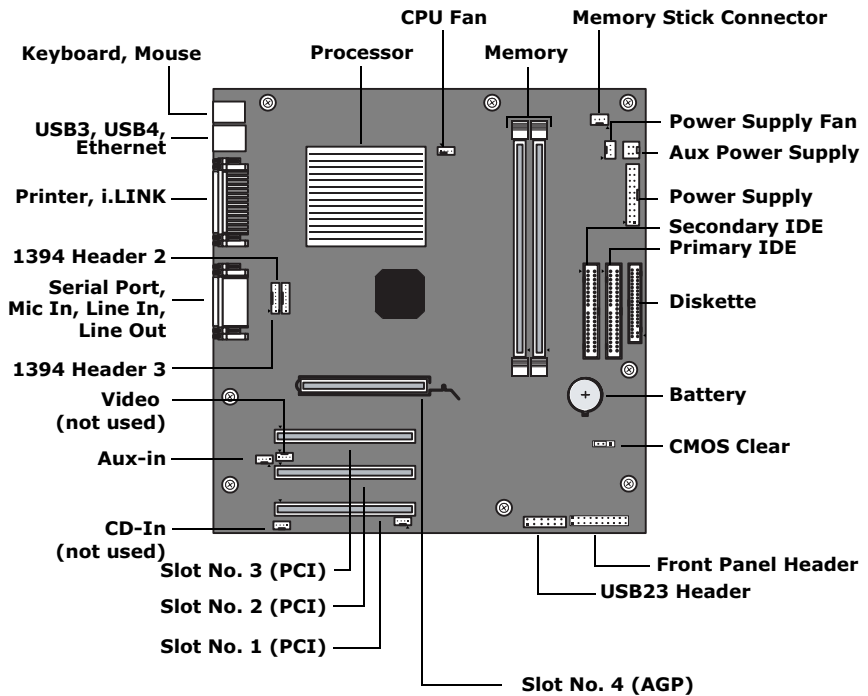 CPU Fan
Memory Stick Connector
Keyboard, Mouse
Processor
Memory
USB3, USB4,
Ethernet
Power Supply Fan
Aux Power Supply
Printer, i.LINK
Power Supply
Secondary IDE
Primary IDE
1394 Header 2
Serial Port,
Mic In, Line In,
Line Out
Diskette
1394 Header 3
Video
(not used)
Battery
Aux-in
CMOS Clear
CD-In
(not used)
Slot No. 3 (PCI)
Front Panel Header
USB23 Header
Slot No. 2 (PCI)
Slot No. 1 (PCI)
Slot No. 4 (AGP)